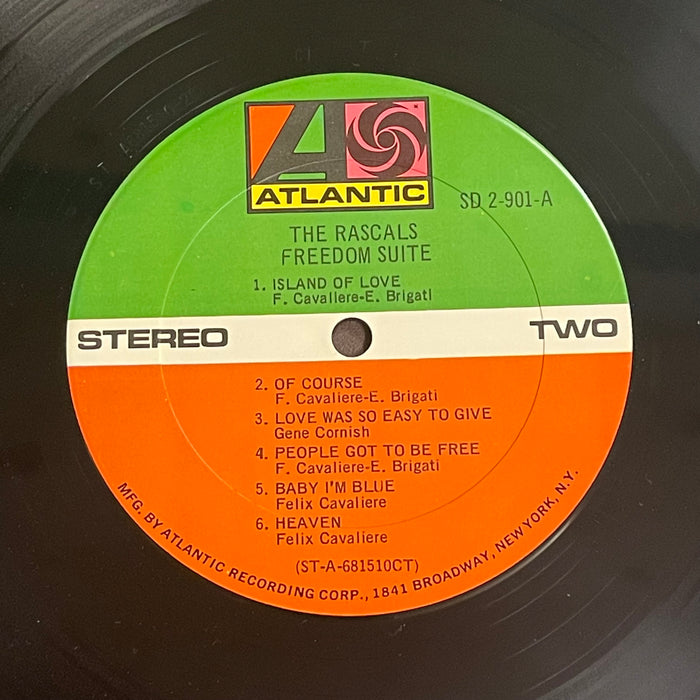 ATLANTIC
SD 2-901-A
THE RASCALS
FREEDOM SUITE
1. ISLAND OF LOVE
F. Cavaliere-E. Brigati
STEREO
TWO
2. OF COURSE
F. Cavaliere-E. Brigati
3. LOVE WAS SO EASY TO GIVE
Gene Cornish
4. PEOPLE GOT TO BE FREE
F. Cavaliere-E. Brigati
5. BABY I'M BLUE
Felix Cavaliere
6. HEAVEN
Felix Cavaliere
(ST-A-681510CT)
MFG. BY ATLANTIC RECORDING CORP., 1841 BROADWAY, NEW YORK, N.Y.